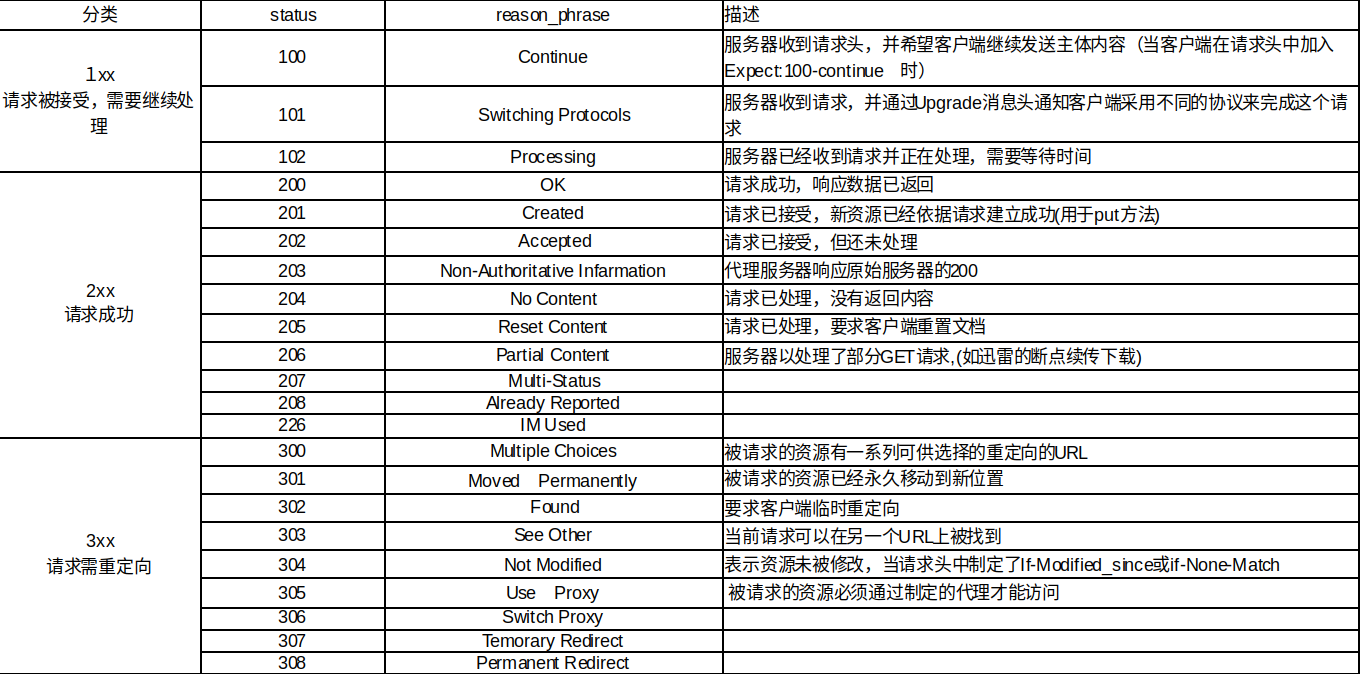 分类 status reason_phrase 描述
1xx
请求被接受，需要继续处
理
100 Continue 服务器收到请求头，并希望客户端继续发送主体内容（当客户端在请求头中加入
Expect:100-continue 时）
101 Switching Protocols 服务器收到请求，并通过Upgrade消息头通知客户端采用不同的协议来完成这个请
求
102 Processing 服务器已经收到请求并正在处理，需要等待时间
2xx
请求成功
200 OK 请求成功，响应数据已返回
201 Created 请求已接受，新资源已经依据请求建立成功(用于put方法)
202 Accepted 请求已接受，但还未处理
203 Non-Authoritative Infarmation 代理服务器响应原始服务器的200
204 No Content 请求已处理，没有返回内容
205 Reset Content 请求已处理，要求客户端重置文档
206 Partial Content 服务器以处理了部分GET请求,(如迅雷的断点续传下载)
207 Multi-Status
208 Already Reported
226 IM Used
3xx
请求需重定向
300 Multiple Choices 被请求的资源有一系列可供选择的重定向的URL
301 Moved Permanently 被请求的资源已经永久移动到新位置
302 Found 要求客户端临时重定向
303 See Other 当前请求可以在另一个URL上被找到
304 Not Modified 表示资源未被修改，当请求头中制定了If-Modified_since或if-None-Match
305 Use Proxy 被请求的资源必须通过制定的代理才能访问
306 Switch Proxy
307 Temorary Redirect
308 Permanent Redirect